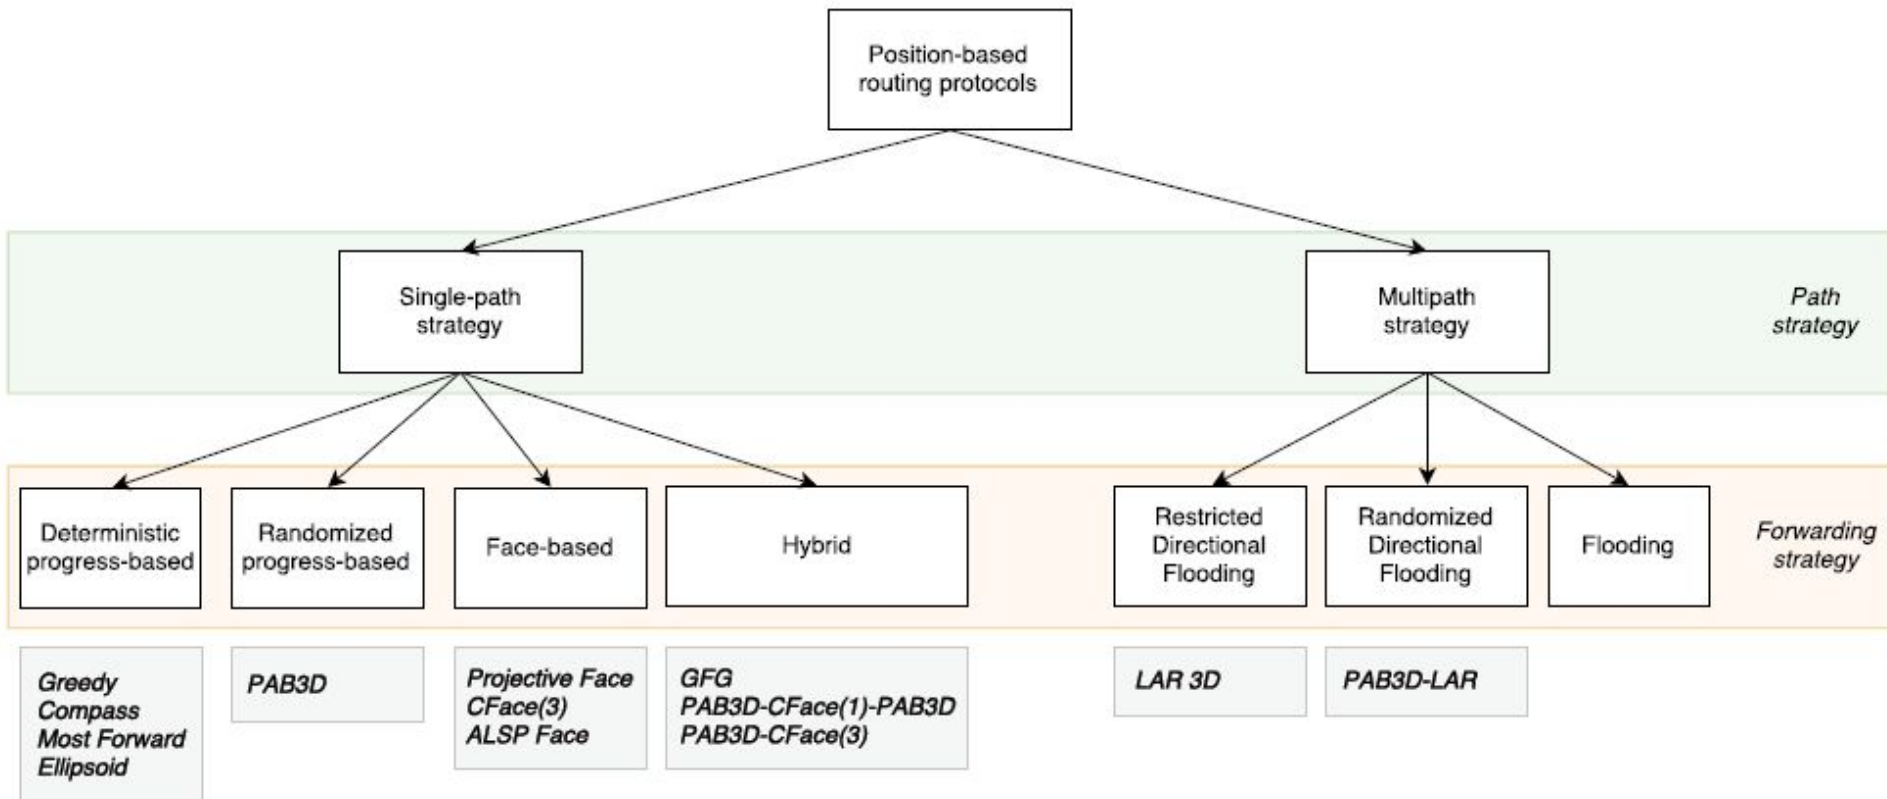 Position-based
routing protocols
Single-path
strategy
Multipath
strategy
Path
strategy
Deterministic
progress-based
Randomized
progress-based
Face-based
Hybrid
Restricted
Directional
Flooding
Randomized
Directional
Flooding
Flooding
Forwarding
strategy
Greedy
Compass
Most Forward
Ellipsoid
PAB3D
Projective Face
CFace(3)
ALSP Face
GFG
PAB3D-CFace(1)-PAB3D
PAB3D-CFace(3)
LAR 3D
PAB3D-LAR